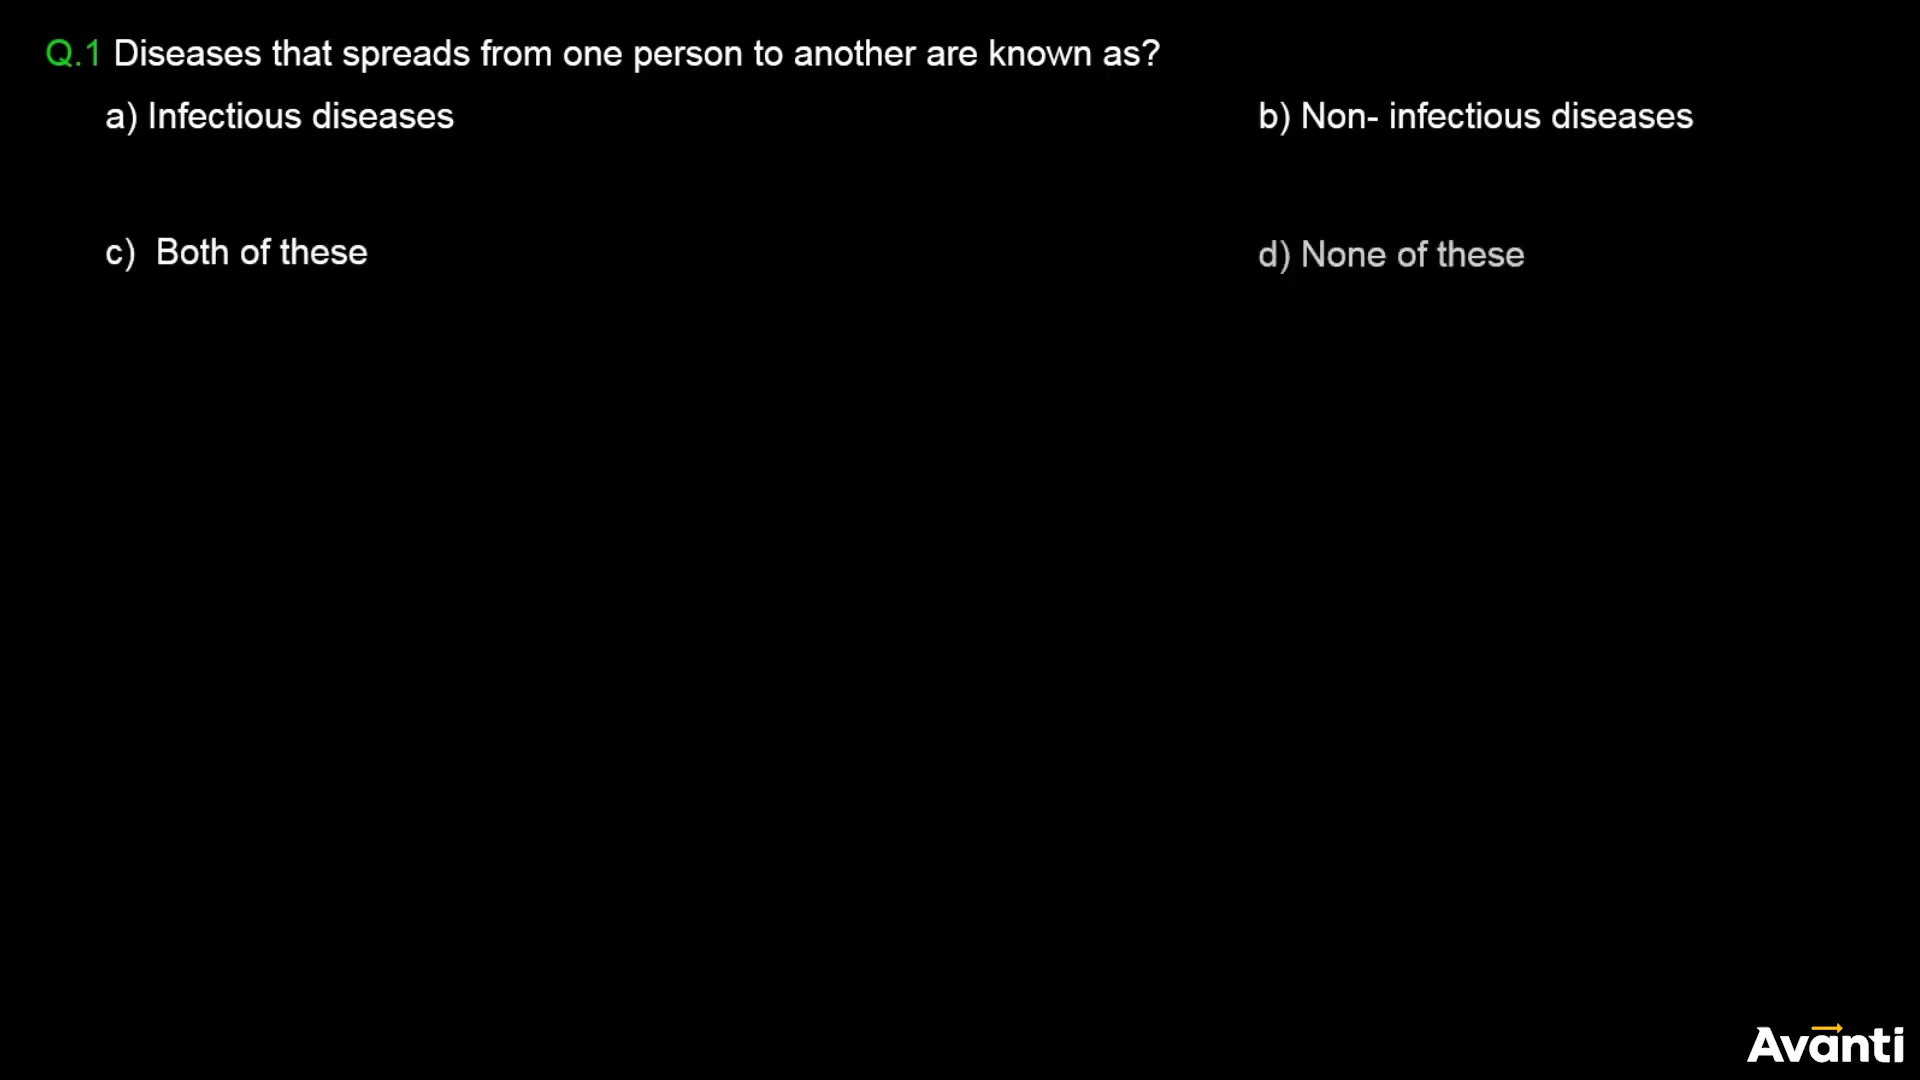 Q.1 Diseases that spreads from one person to another are known as?
a) Infectious diseases
b) Non- infectious diseases
c) Both of these
d) None of these
Avanti